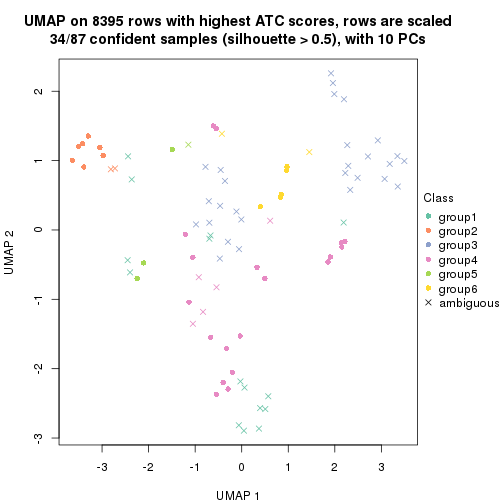 UMAP on 8395 rows with highest ATC scores, rows are scaled
34/87 confident samples (silhouette > 0.5), with 10 PCs
2
1
0
-1
-2
-3
UMAP 2
-3 -2 -1 0 1 2 3
UMAP 1
Class
group1
group2
group3
group4
group5
group6
ambiguous